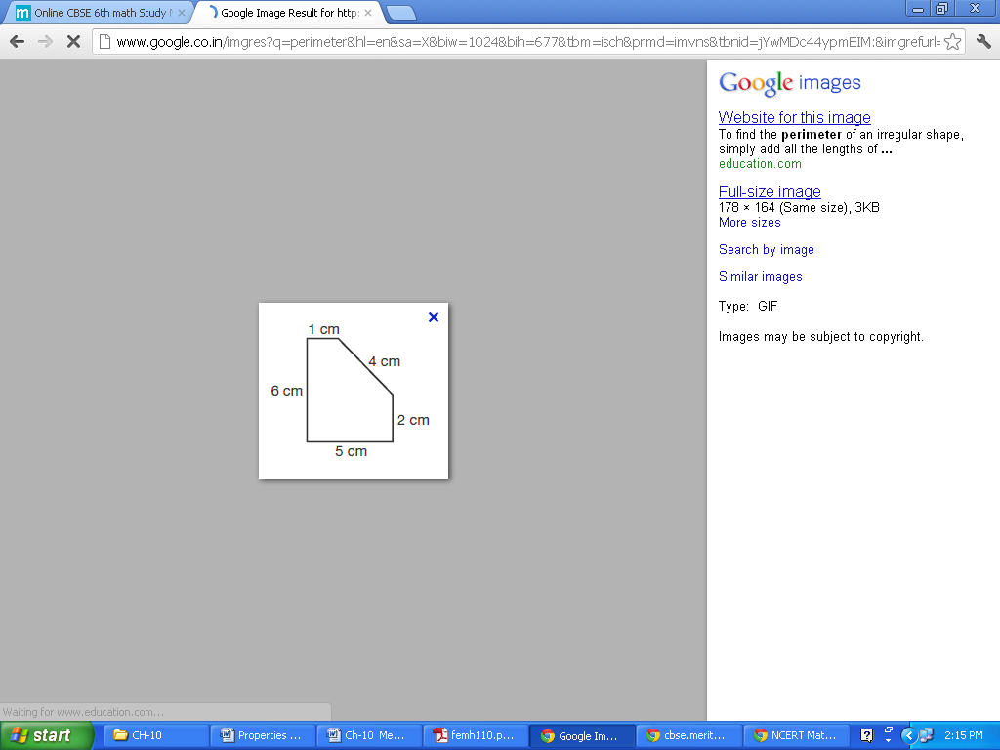 Online CBSE 6th math Study
Google Image Result for http:
www.google.co.in/imgres?q=perimeter&hl=en&sa=X&biw=1024&bih=677&tbm=isch&prmd=imvns&tbnid=jYwMDc44ypmEIM:&imgrefurl=
Google images
Website for this image
To find the perimeter of an irregular shape,
simply add all the lengths of ...
education.com
Full-size image
178 × 164 (Same size), 3KB
More sizes
Search by image
Similar images
Type: GIF
Images may be subject to copyright.
1 cm
4 cm
6 cm
2 cm
5 cm
Waiting for www.education.com...
start
CH-10
Properties ...
Ch-10 Me...
femh110.p...
Google Im...
cbse.merit...
NCERT Mat...
2:15 PM